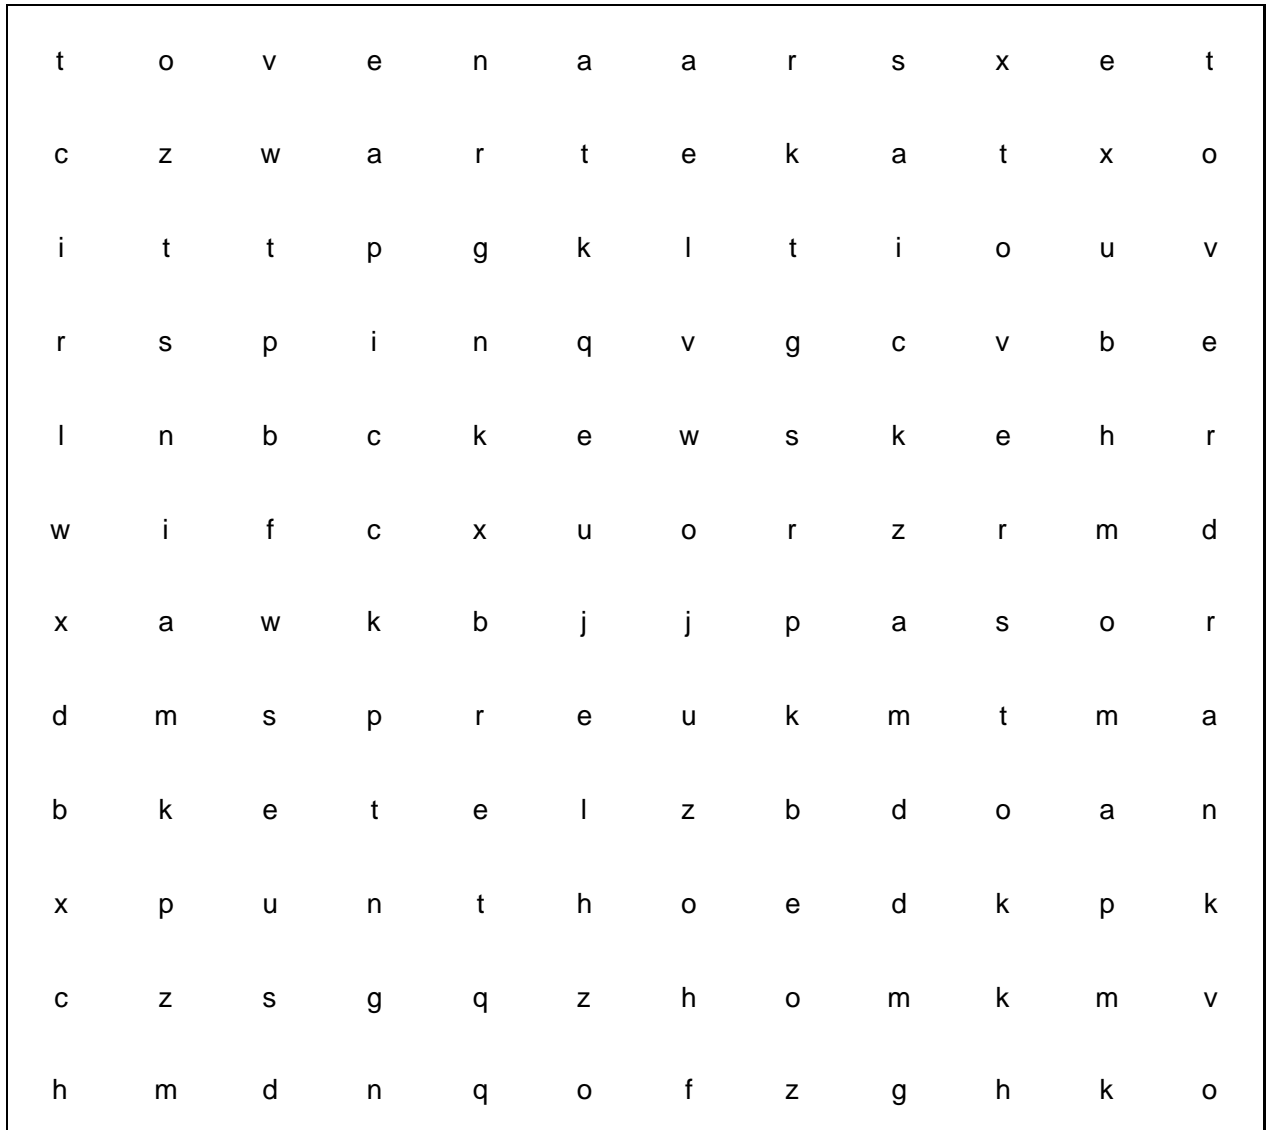 t o v e n a a r s x e t
c z w a r t e k a t x o
i t t p g k l t i o u v
r s p i n q v g c v b e
l n b c k e w s k e h r
w i f c x u o r z r m d
x a w k b j j p a s o r
d m s p r e u k m t m a
b k e t e l z b d o a n
x p u n t h o e d k p k
c z s g q z h o m k m v
h m d n q o f z g h k o